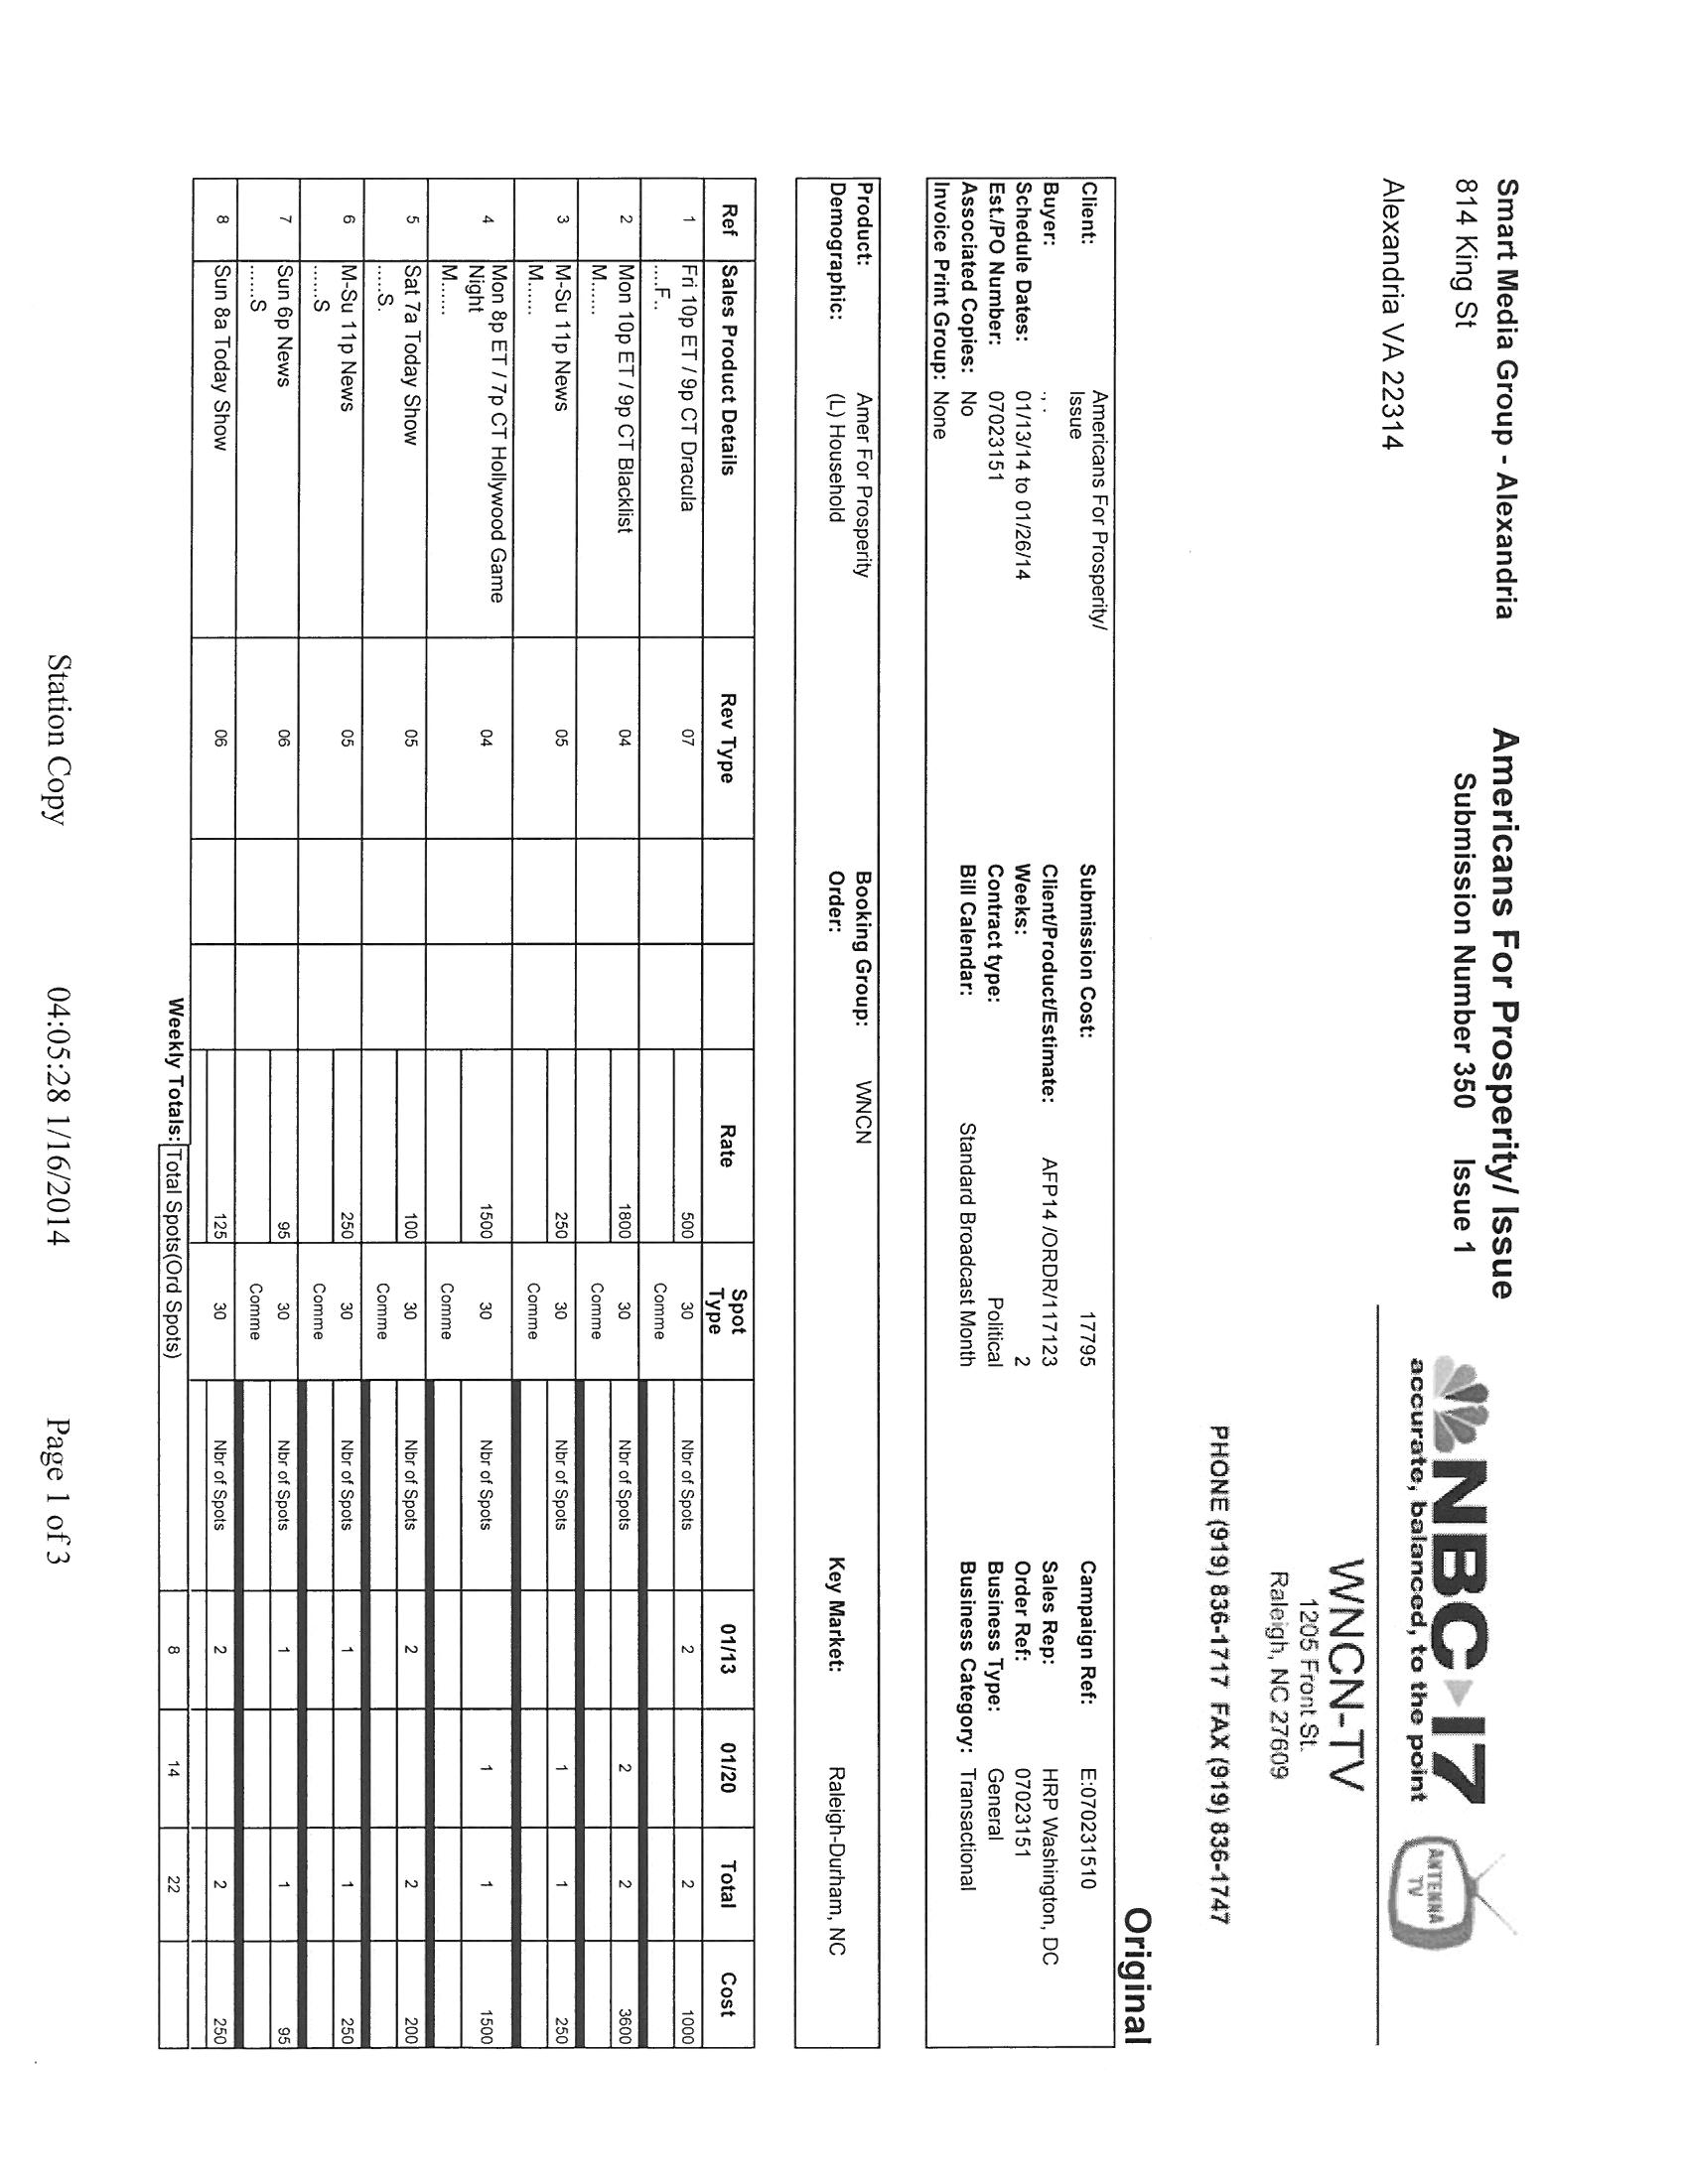 Smart Media Group - Alexandria
814 King St
Alexandria VA 22314
Americans For Prosperity/ Issue
Submission Number 350 Issue 1
NBC 17
accurate, balanced, to the point
ANTENNA TV
WNCN-TV
1205 Front St.
Raleigh, NC 27609
PHONE (919) 836-1717 FAX (919) 836-1747
Original
Client: Americans For Prosperity/ Issue
Buyer: ., .
Schedule Dates: 01/13/14 to 01/26/14
Est./PO Number: 07023151
Associated Copies: No
Invoice Print Group: None
Submission Cost: 17795
Client/Product/Estimate: AFP14 /ORDR/117123
Weeks: 2
Contract type: Political
Bill Calendar: Standard Broadcast Month
Campaign Ref: E:070231510
Sales Rep: HRP Washington, DC
Order Ref: 07023151
Business Type: General
Business Category: Transactional
Product: Amer For Prosperity
Demographic: (L) Household
Booking Group: WNCN
Order:
Key Market: Raleigh-Durham, NC
Ref Sales Product Details Rev Type Rate Spot Type 01/13 01/20 Total Cost
1 Fri 10p ET / 9p CT Dracula 07 500 30 Nbr of Spots 2 2 1000
....F.. Comme
2 Mon 10p ET / 9p CT Blacklist 04 1800 30 Nbr of Spots 2 2 3600
M...... Comme
3 M-Su 11p News 05 250 30 Nbr of Spots 1 1 250
M...... Comme
4 Mon 8p ET / 7p CT Hollywood Game Night 04 1500 30 Nbr of Spots 1 1 1500
M...... Comme
5 Sat 7a Today Show 05 100 30 Nbr of Spots 2 2 200
.....S. Comme
6 M-Su 11p News 05 250 30 Nbr of Spots 1 1 250
......S Comme
7 Sun 6p News 06 95 30 Nbr of Spots 1 1 95
......S Comme
8 Sun 8a Today Show 06 125 30 Nbr of Spots 2 2 250
Weekly Totals: Total Spots(Ord Spots) 8 14 22
Station Copy 04:05:28 1/16/2014 Page 1 of 3